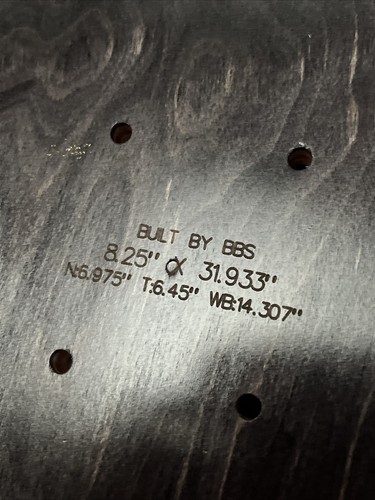 BUILT BY BBS
8.25" X 31.933"
N:6.975" T:6.45" WB:14.307"